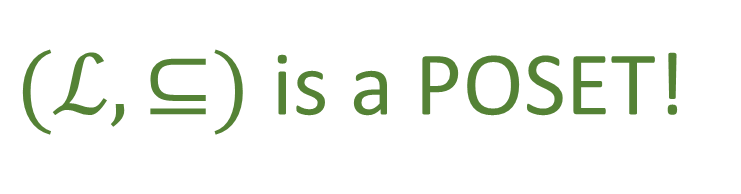 (ℒ, ⊆) is a POSET!